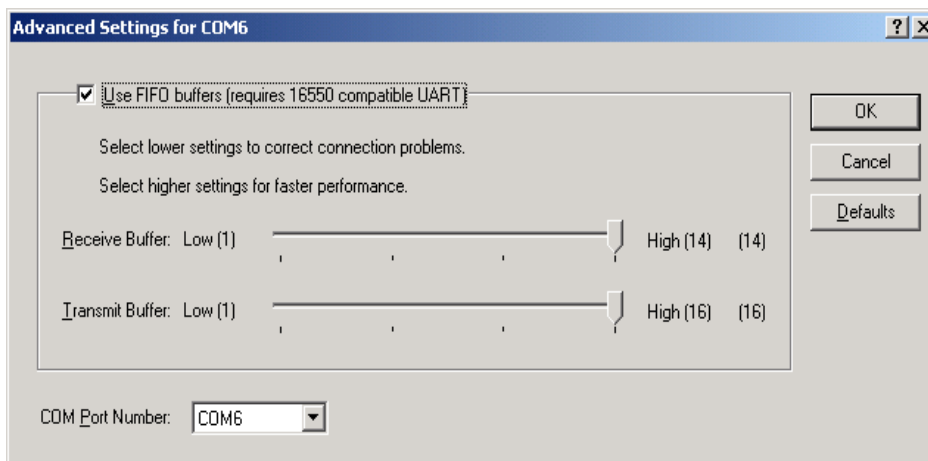 Advanced Settings for COM6
Use FIFO buffers (requires 16550 compatible UART)
OK
Select lower settings to correct connection problems.
Cancel
Select higher settings for faster performance.
Defaults
Receive Buffer: Low (1) High (14) (14)
Transmit Buffer: Low (1) High (16) (16)
COM Port Number: COM6